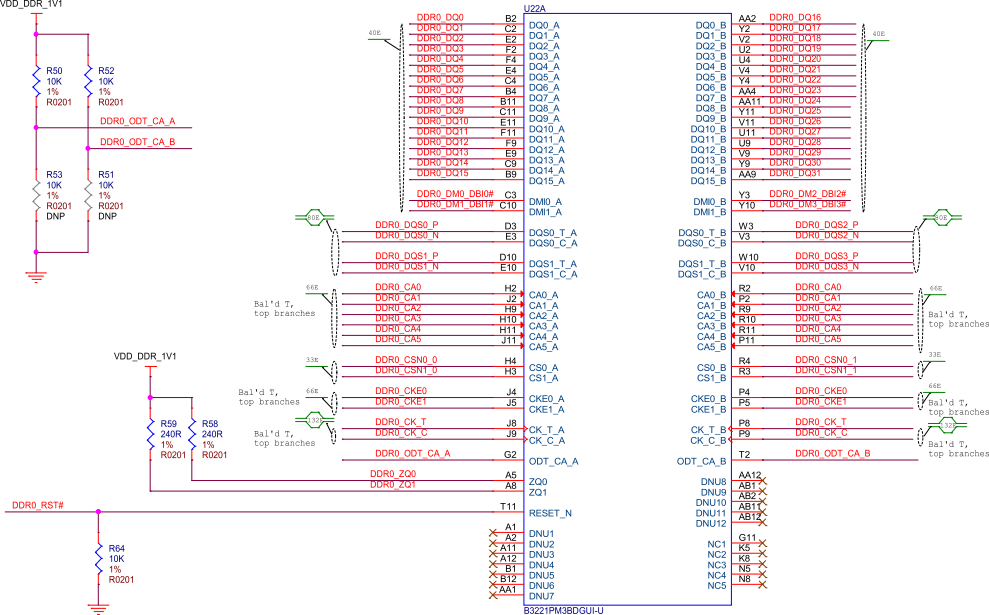 VDD_DDR_1V1
R50
10K
1%
R0201
R52
10K
1%
R0201
DDR0_ODT_CA_A
DDR0_ODT_CA_B
R53
10K
1%
R0201
DNP
R51
10K
1%
R0201
DNP
VDD_DDR_1V1
R59
240R
1%
R0201
R58
240R
1%
R0201
DDR0_RST#
R64
10K
1%
R0201
U22A
40E
40E
DDR0_DQ0 B2 DQ0_A DQ0_B AA2 DDR0_DQ16
DDR0_DQ1 C2 DQ1_A DQ1_B Y2 DDR0_DQ17
DDR0_DQ2 E2 DQ2_A DQ2_B V2 DDR0_DQ18
DDR0_DQ3 F2 DQ3_A DQ3_B U2 DDR0_DQ19
DDR0_DQ4 F4 DQ4_A DQ4_B U4 DDR0_DQ20
DDR0_DQ5 E4 DQ5_A DQ5_B V4 DDR0_DQ21
DDR0_DQ6 C4 DQ6_A DQ6_B Y4 DDR0_DQ22
DDR0_DQ7 B4 DQ7_A DQ7_B AA4 DDR0_DQ23
DDR0_DQ8 B11 DQ8_A DQ8_B AA11 DDR0_DQ24
DDR0_DQ9 C11 DQ9_A DQ9_B Y11 DDR0_DQ25
DDR0_DQ10 E11 DQ10_A DQ10_B V11 DDR0_DQ26
DDR0_DQ11 F11 DQ11_A DQ11_B U11 DDR0_DQ27
DDR0_DQ12 F9 DQ12_A DQ12_B U9 DDR0_DQ28
DDR0_DQ13 E9 DQ13_A DQ13_B V9 DDR0_DQ29
DDR0_DQ14 C9 DQ14_A DQ14_B Y9 DDR0_DQ30
DDR0_DQ15 B9 DQ15_A DQ15_B AA9 DDR0_DQ31
DDR0_DM0_DBI0# C3 DMI0_A DMI0_B Y3 DDR0_DM2_DBI2#
DDR0_DM1_DBI1# C10 DMI1_A DMI1_B Y10 DDR0_DM3_DBI3#
80E
80E
DDR0_DQS0_P D3 DQS0_T_A DQS0_T_B W3 DDR0_DQS2_P
DDR0_DQS0_N E3 DQS0_C_A DQS0_C_B V3 DDR0_DQS2_N
DDR0_DQS1_P D10 DQS1_T_A DQS1_T_B W10 DDR0_DQS3_P
DDR0_DQS1_N E10 DQS1_C_A DQS1_C_B V10 DDR0_DQS3_N
66E
66E
DDR0_CA0 H2 CA0_A CA0_B R2 DDR0_CA0
DDR0_CA1 J2 CA1_A CA1_B P2 DDR0_CA1
DDR0_CA2 H9 CA2_A CA2_B R9 DDR0_CA2
DDR0_CA3 H10 CA3_A CA3_B R10 DDR0_CA3
DDR0_CA4 H11 CA4_A CA4_B R11 DDR0_CA4
DDR0_CA5 J11 CA5_A CA5_B P11 DDR0_CA5
Bal'd T,
top branches
Bal'd T,
top branches
33E
33E
DDR0_CSN0_0 H4 CS0_A CS0_B R4 DDR0_CSN0_1
DDR0_CSN1_0 H3 CS1_A CS1_B R3 DDR0_CSN1_1
66E
66E
DDR0_CKE0 J4 CKE0_A CKE0_B P4 DDR0_CKE0
DDR0_CKE1 J5 CKE1_A CKE1_B P5 DDR0_CKE1
Bal'd T,
top branches
Bal'd T,
top branches
132E
132E
DDR0_CK_T J8 CK_T_A CK_T_B P8 DDR0_CK_T
DDR0_CK_C J9 CK_C_A CK_C_B P9 DDR0_CK_C
Bal'd T,
top branches
Bal'd T,
top branches
DDR0_ODT_CA_A G2 ODT_CA_A ODT_CA_B T2 DDR0_ODT_CA_B
DDR0_ZQ0 A5 ZQ0
DDR0_ZQ1 A8 ZQ1
T11 RESET_N
A1 DNU1
A2 DNU2
A11 DNU3
A12 DNU4
B1 DNU5
B12 DNU6
AA1 DNU7
DNU8 AA12
DNU9 AB1
DNU10 AB2
DNU11 AB11
DNU12 AB12
NC1 G11
NC2 K5
NC3 K8
NC4 N5
NC5 N8
B3221PM3BDGUI-U